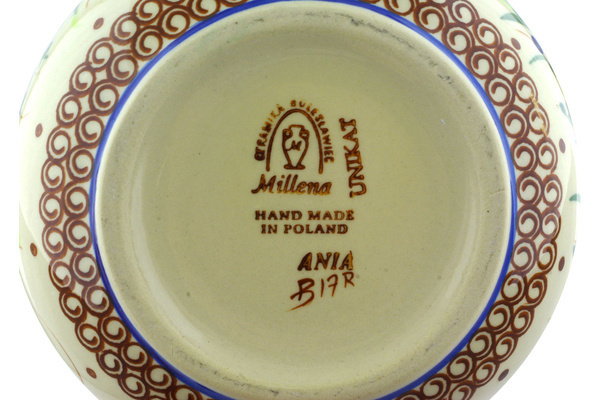 CERAMIKA BOLESŁAWIEC
M
Millena
UNIKAT
HAND MADE
IN POLAND
ANIA
B17R